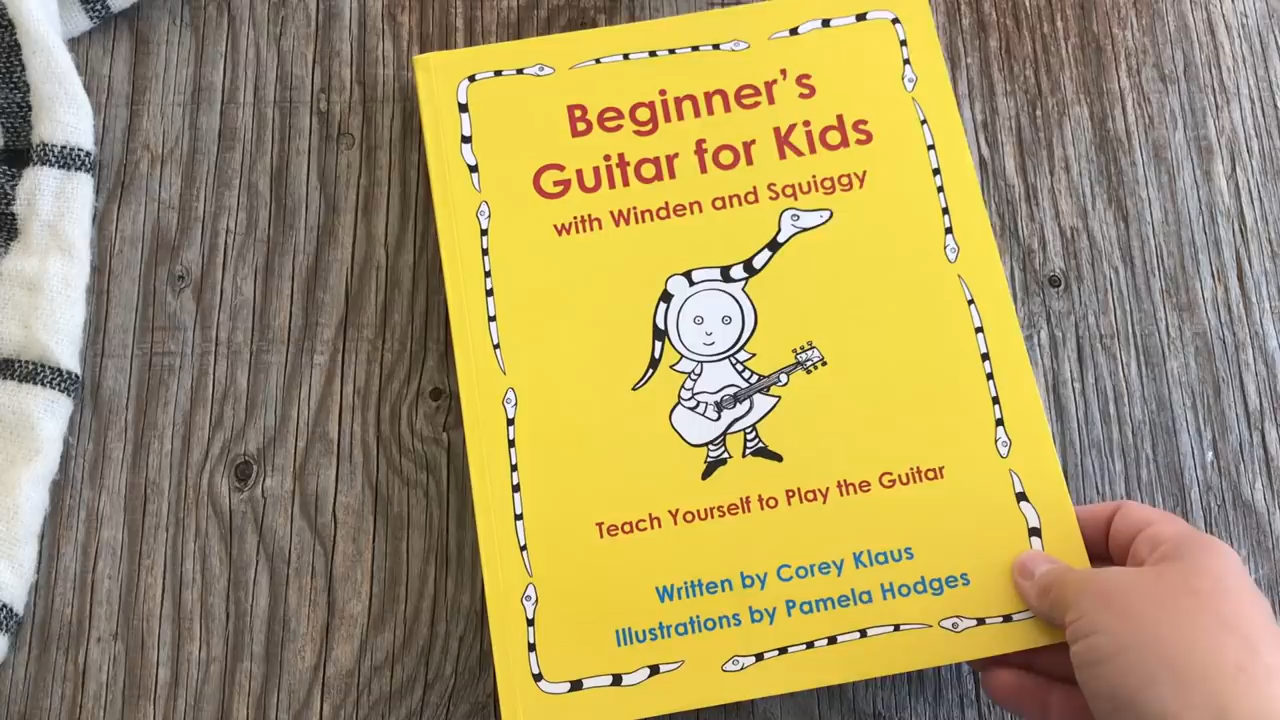 Beginner's
Guitar for Kids
with Winden and Squiggy
Teach Yourself to Play the Guitar
Written by Corey Klaus
Illustrations by Pamela Hodges